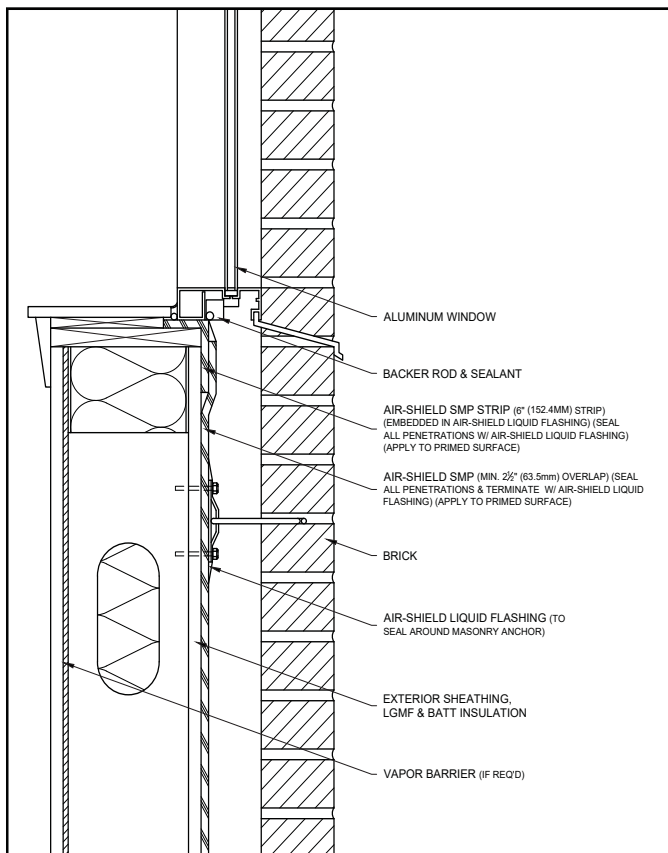 ALUMINUM WINDOW
BACKER ROD & SEALANT
AIR-SHIELD SMP STRIP (6" (152.4MM) STRIP)
(EMBEDDED IN AIR-SHIELD LIQUID FLASHING) (SEAL
ALL PENETRATIONS W/ AIR-SHIELD LIQUID FLASHING)
(APPLY TO PRIMED SURFACE)
AIR-SHIELD SMP (MIN. 2½" (63.5mm) OVERLAP) (SEAL
ALL PENETRATIONS & TERMINATE W/ AIR-SHIELD LIQUID
FLASHING) (APPLY TO PRIMED SURFACE)
BRICK
AIR-SHIELD LIQUID FLASHING (TO
SEAL AROUND MASONRY ANCHOR)
EXTERIOR SHEATHING,
LGMF & BATT INSULATION
VAPOR BARRIER (IF REQ'D)